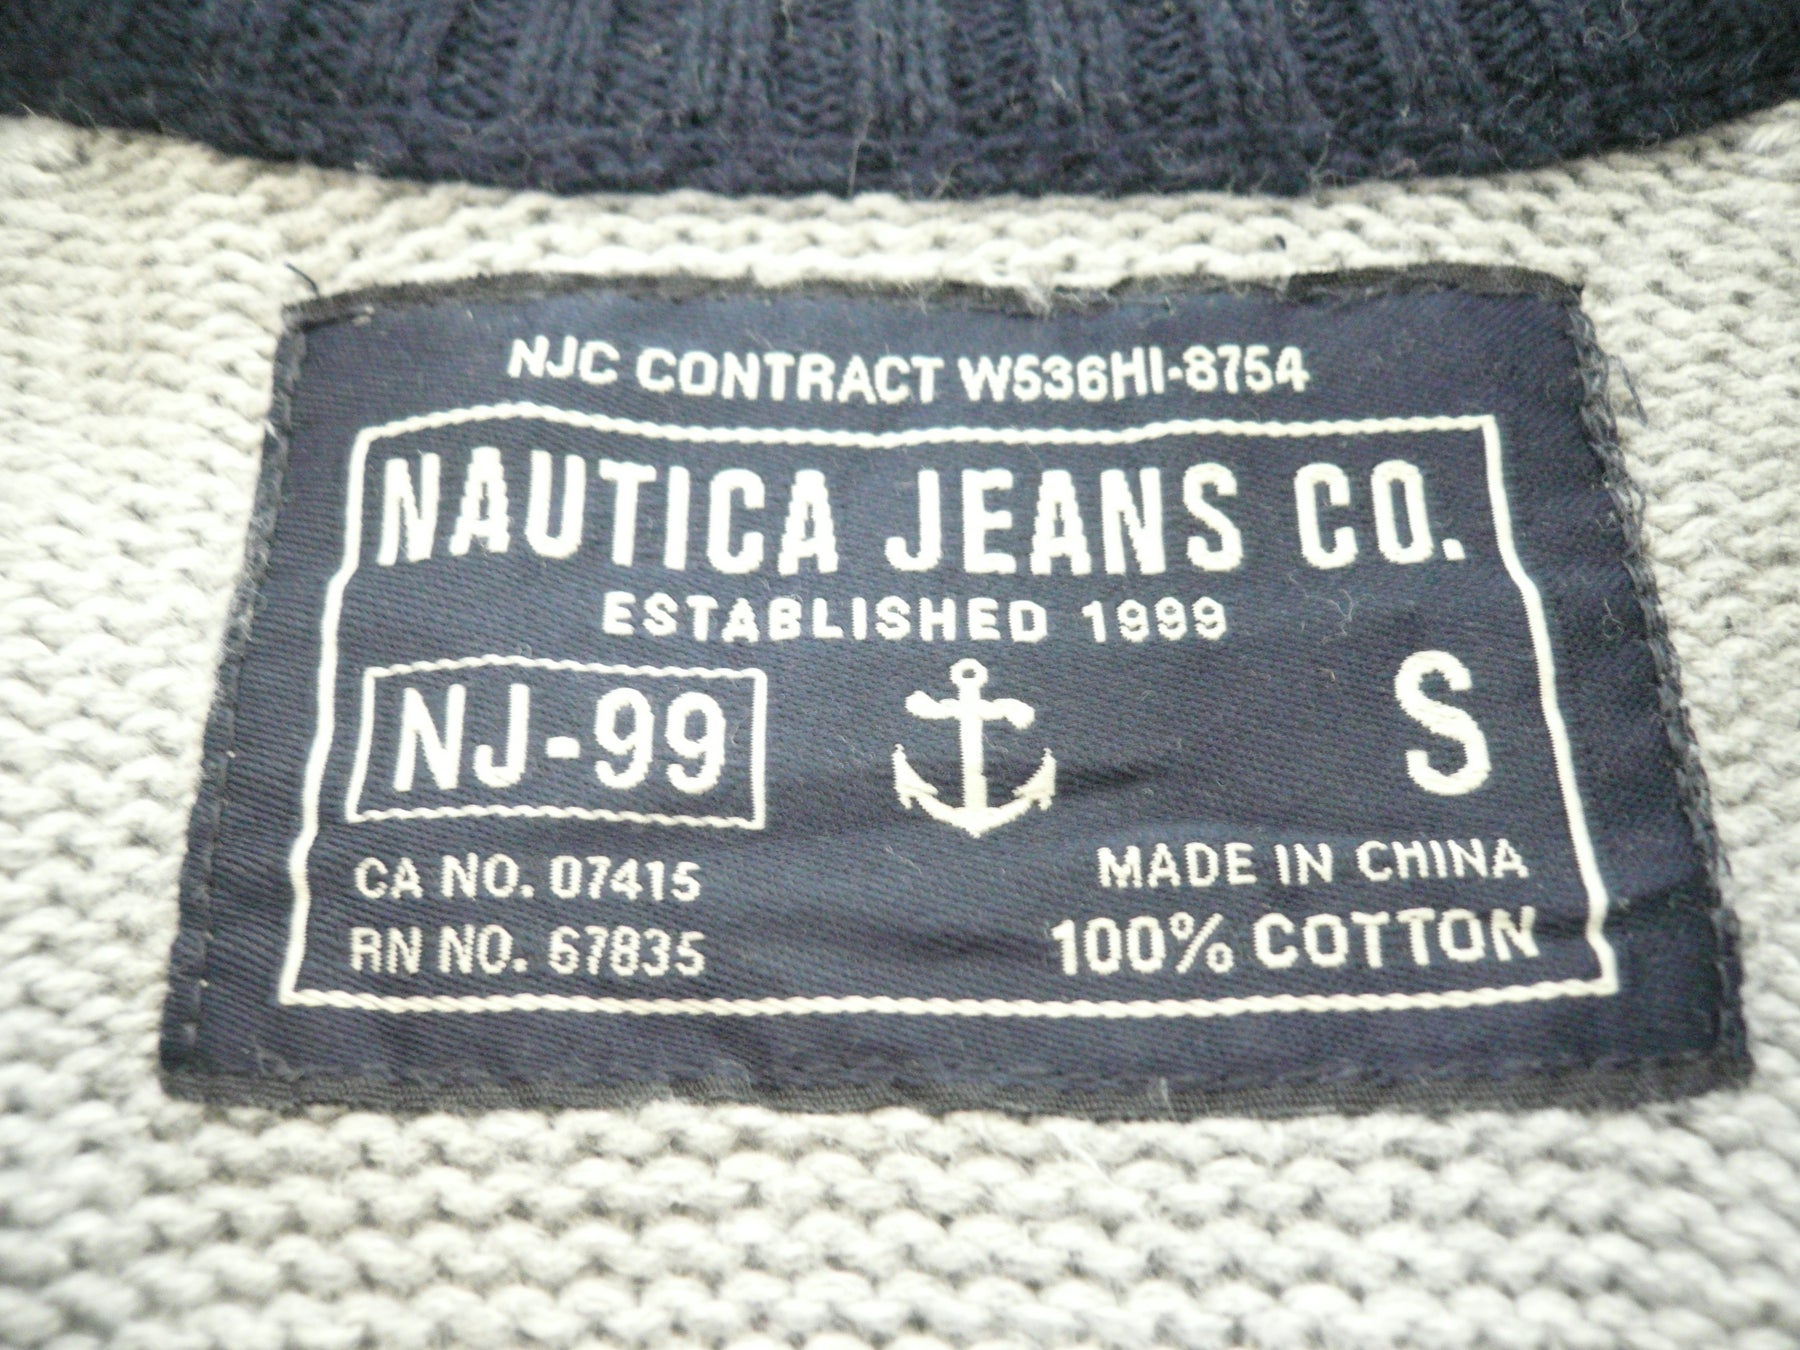 NJC CONTRACT W536HI-8754
NAUTICA JEANS CO.
ESTABLISHED 1999
NJ-99
S
CA NO. 07415
MADE IN CHINA
RN NO. 67835
100% COTTON